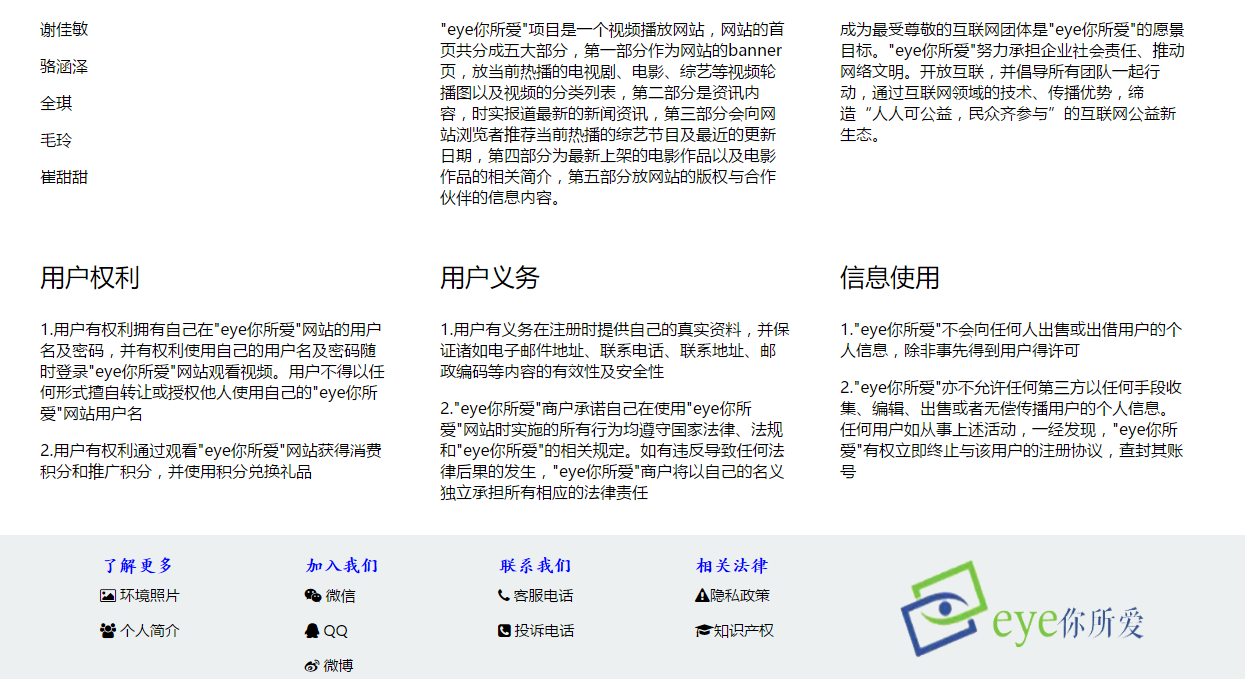 谢佳敏
骆涵泽
全琪
毛玲
崔甜甜
"eye你所爱"项目是一个视频播放网站，网站的首
页共分成五大部分，第一部分作为网站的banner
页，放当前热播的电视剧、电影、综艺等视频轮
播图以及视频的分类列表，第二部分是资讯内
容，时实报道最新的新闻资讯，第三部分会向网
站浏览者推荐当前热播的综艺节目及最近的更新
日期，第四部分为最新上架的电影作品以及电影
作品的相关简介，第五部分放网站的版权与合作
伙伴的信息内容。
成为最受尊敬的互联网团体是"eye你所爱"的愿景
目标。"eye你所爱"努力承担企业社会责任、推动
网络文明。开放互联，并倡导所有团队一起行
动，通过互联网领域的技术、传播优势，缔
造“人人可公益，民众齐参与”的互联网公益新
生态。
用户权利
1.用户有权利拥有自己在"eye你所爱"网站的用户
名及密码，并有权利使用自己的用户名及密码随
时登录"eye你所爱"网站观看视频。用户不得以任
何形式擅自转让或授权他人使用自己的"eye你所
爱"网站用户名
2.用户有权利通过观看"eye你所爱"网站获得消费
积分和推广积分，并使用积分兑换礼品
用户义务
1.用户有义务在注册时提供自己的真实资料，并保
证诸如电子邮件地址、联系电话、联系地址、邮
政编码等内容的有效性及安全性
2."eye你所爱"商户承诺自己在使用"eye你所
爱"网站时实施的所有行为均遵守国家法律、法规
和"eye你所爱"的相关规定。如有违反导致任何法
律后果的发生，"eye你所爱"商户将以自己的名义
独立承担所有相应的法律责任
信息使用
1."eye你所爱"不会向任何人出售或出借用户的个
人信息，除非事先得到用户得许可
2."eye你所爱"亦不允许任何第三方以任何手段收
集、编辑、出售或者无偿传播用户的个人信息。
任何用户如从事上述活动，一经发现，"eye你所
爱"有权立即终止与该用户的注册协议，查封其账
号
了解更多
环境照片
个人简介
加入我们
微信
QQ
微博
联系我们
客服电话
投诉电话
相关法律
隐私政策
知识产权
eye你所爱